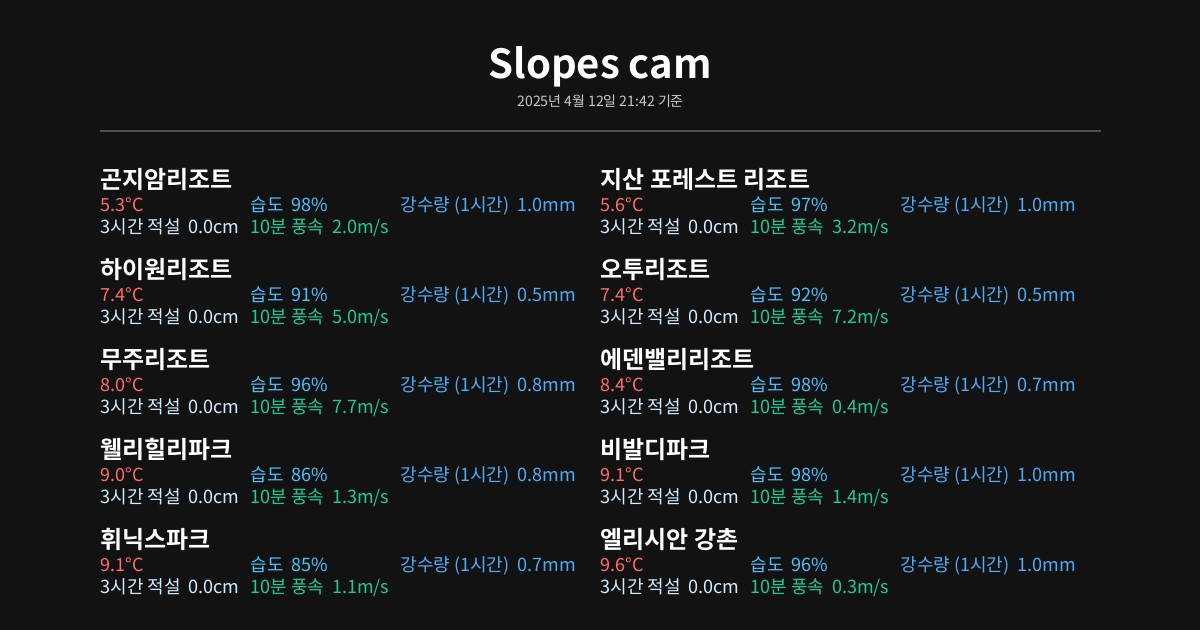 Slopes cam
2025년 4월 12일 21:42 기준
곤지암리조트
5.3°C 습도 98% 강수량 (1시간) 1.0mm
3시간 적설 0.0cm 10분 풍속 2.0m/s
지산 포레스트 리조트
5.6°C 습도 97% 강수량 (1시간) 1.0mm
3시간 적설 0.0cm 10분 풍속 3.2m/s
하이원리조트
7.4°C 습도 91% 강수량 (1시간) 0.5mm
3시간 적설 0.0cm 10분 풍속 5.0m/s
오투리조트
7.4°C 습도 92% 강수량 (1시간) 0.5mm
3시간 적설 0.0cm 10분 풍속 7.2m/s
무주리조트
8.0°C 습도 96% 강수량 (1시간) 0.8mm
3시간 적설 0.0cm 10분 풍속 7.7m/s
에덴밸리리조트
8.4°C 습도 98% 강수량 (1시간) 0.7mm
3시간 적설 0.0cm 10분 풍속 0.4m/s
웰리힐리파크
9.0°C 습도 86% 강수량 (1시간) 0.8mm
3시간 적설 0.0cm 10분 풍속 1.3m/s
비발디파크
9.1°C 습도 98% 강수량 (1시간) 1.0mm
3시간 적설 0.0cm 10분 풍속 1.4m/s
휘닉스파크
9.1°C 습도 85% 강수량 (1시간) 0.7mm
3시간 적설 0.0cm 10분 풍속 1.1m/s
엘리시안 강촌
9.6°C 습도 96% 강수량 (1시간) 1.0mm
3시간 적설 0.0cm 10분 풍속 0.3m/s